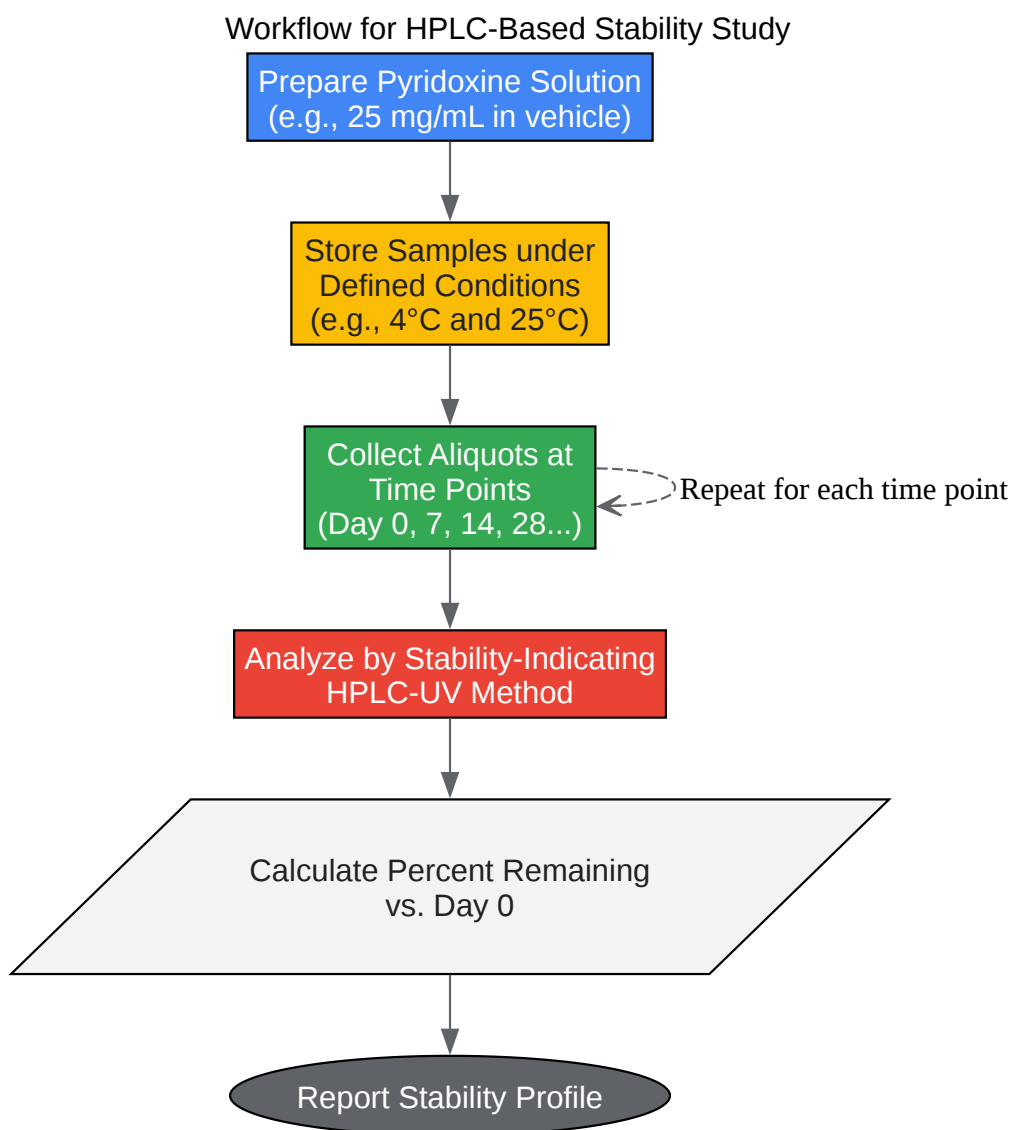 Workflow for HPLC-Based Stability Study
Prepare Pyridoxine Solution
(e.g., 25 mg/mL in vehicle)
Store Samples under
Defined Conditions
(e.g., 4°C and 25°C)
Collect Aliquots at
Time Points
(Day 0, 7, 14, 28...)
Repeat for each time point
Analyze by Stability-Indicating
HPLC-UV Method
Calculate Percent Remaining
vs. Day 0
Report Stability Profile